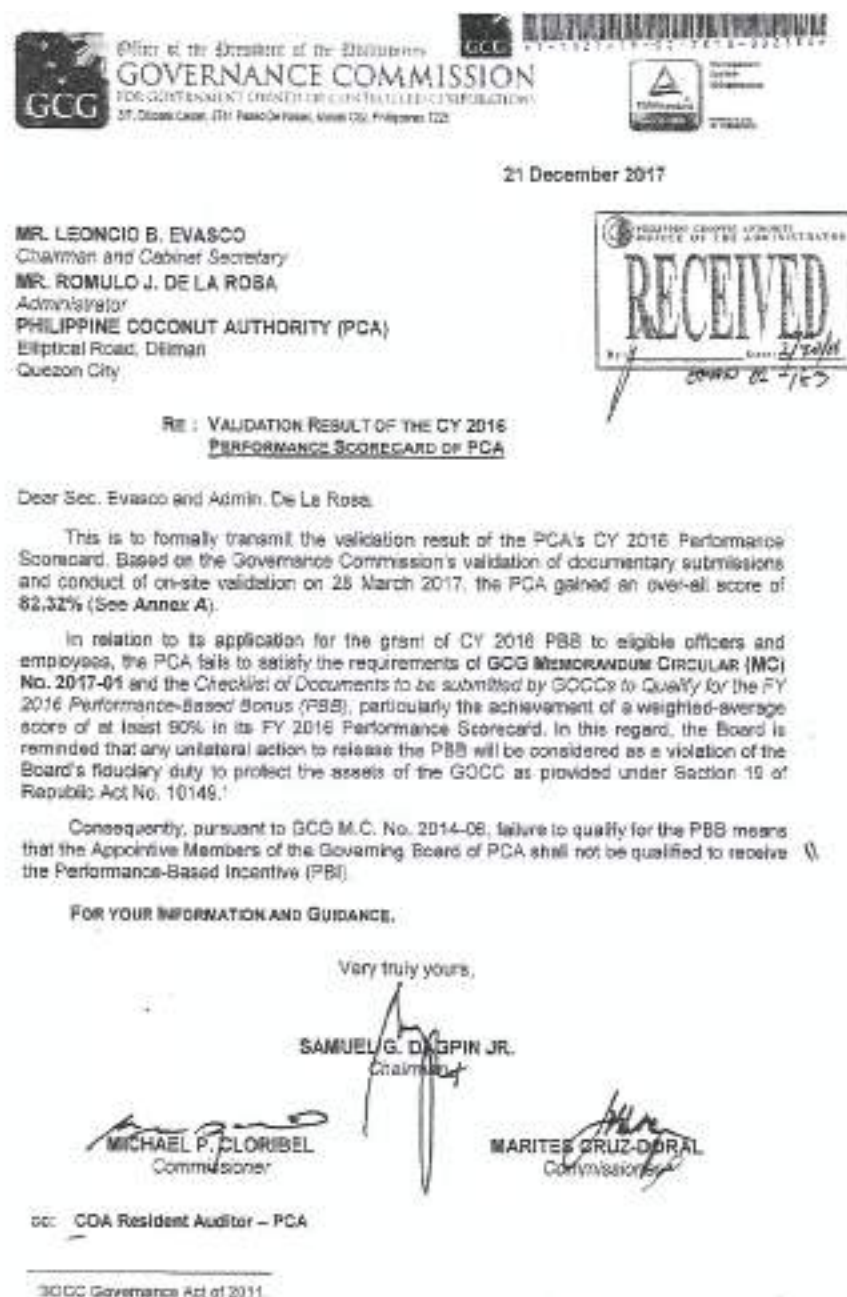 Office of the President of the Philippines
GOVERNANCE COMMISSION
FOR GOVERNMENT OWNED OR CONTROLLED CORPORATIONS
GCG
GCG
21 December 2017
MR. LEONCIO B. EVASCO
Chairman and Cabinet Secretary
MR. ROMULO J. DE LA ROSA
Administrator
PHILIPPINE COCONUT AUTHORITY (PCA)
Elliptical Road, Diliman
Quezon City
PHILIPPINE COCONUT AUTHORITY
OFFICE OF THE ADMINISTRATOR
RECEIVED
RE : VALIDATION RESULT OF THE CY 2016
PERFORMANCE SCORECARD OF PCA
Dear Sec. Evasco and Admin. De La Rosa,
This is to formally transmit the validation result of the PCA's CY 2016 Performance
Scorecard. Based on the Governance Commission's validation of documentary submissions
and conduct of on-site validation on 28 March 2017, the PCA gained an over-all score of
82.32% (See Annex A).
In relation to its application for the grant of CY 2016 PBB to eligible officers and
employees, the PCA fails to satisfy the requirements of GCG MEMORANDUM CIRCULAR (MC)
No. 2017-01 and the Checklist of Documents to be submitted by GOCCs to Qualify for the FY
2016 Performance-Based Bonus (PBB), particularly the achievement of a weighted-average
score of at least 90% in its FY 2016 Performance Scorecard. In this regard, the Board is
reminded that any unilateral action to release the PBB will be considered as a violation of the
Board's fiduciary duty to protect the assets of the GOCC as provided under Section 19 of
Republic Act No. 10149.¹
Consequently, pursuant to GCG M.C. No. 2014-06, failure to qualify for the PBB means
that the Appointive Members of the Governing Board of PCA shall not be qualified to receive
the Performance-Based Incentive (PBI).
FOR YOUR INFORMATION AND GUIDANCE.
Very truly yours,
SAMUEL G. DAGPIN JR.
Chairman
MICHAEL P. CLORIBEL
Commissioner
MARITES CRUZ-DORAL
Commissioner
cc: COA Resident Auditor – PCA
GOCC Governance Act of 2011.